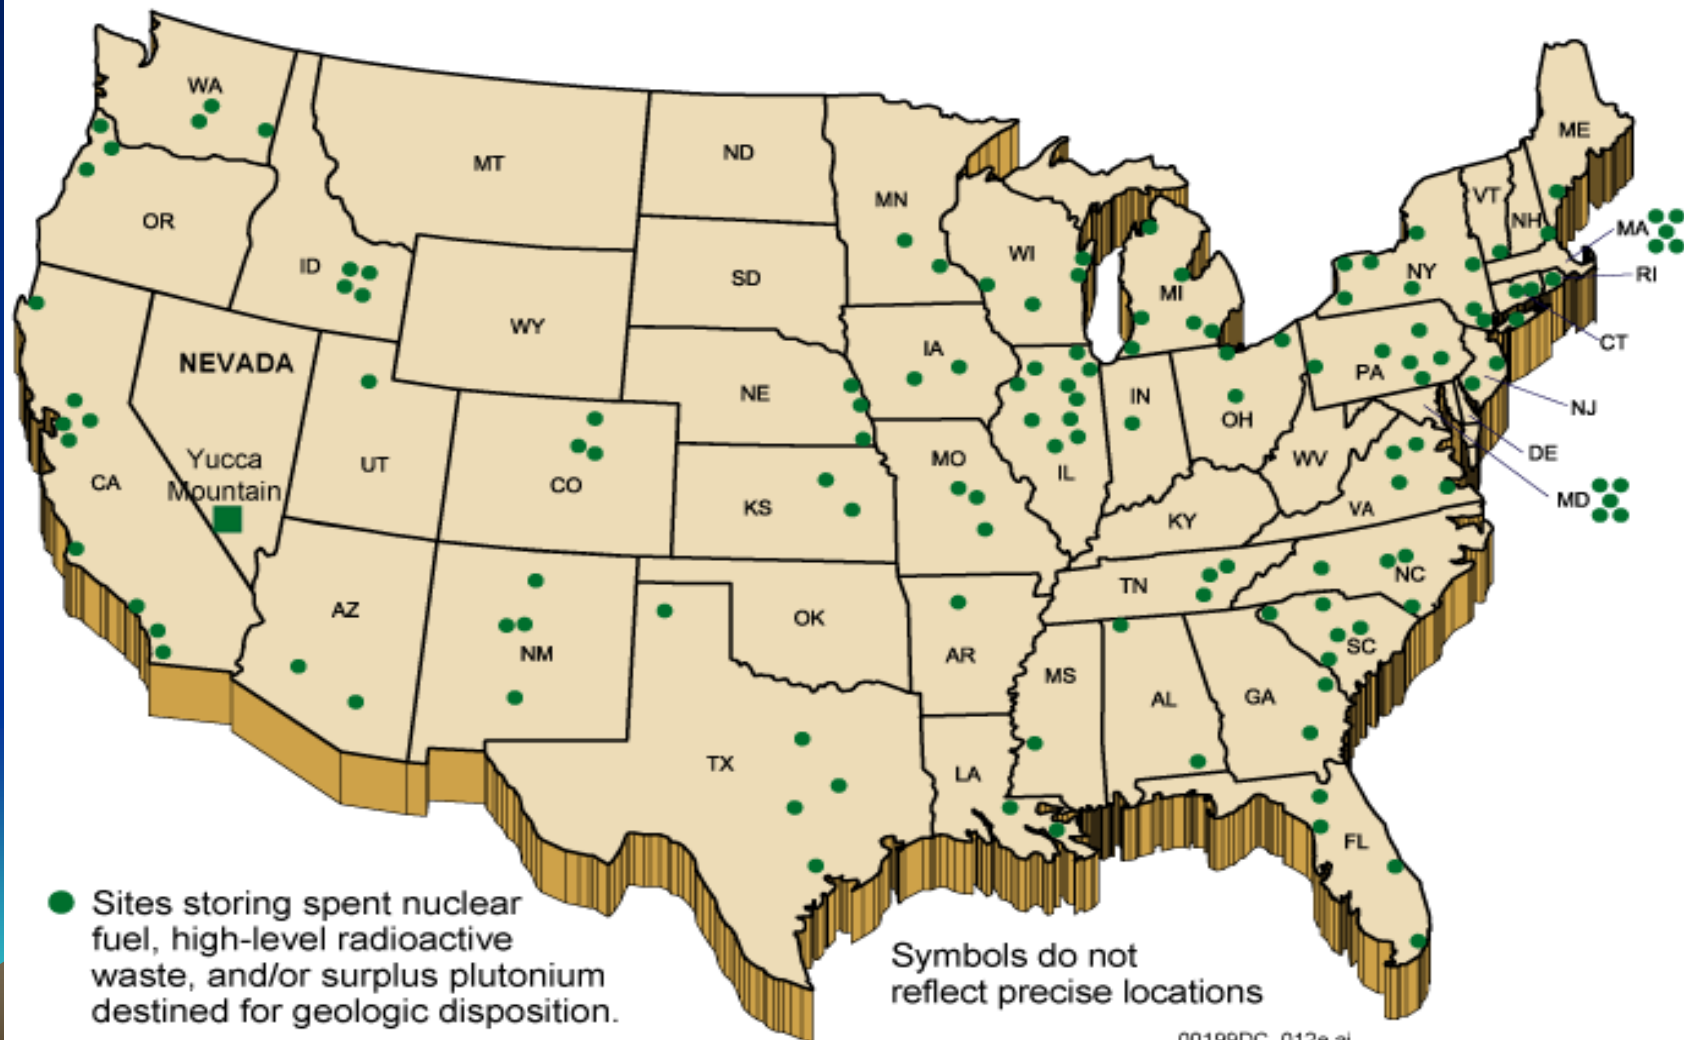 WA
MT
ND
MN
ME
VT
NH
MA
OR
ID
SD
WI
MI
NY
RI
WY
IA
CT
NEVADA
NE
PA
IN
OH
NJ
Yucca
Mountain
UT
CO
MO
IL
WV
DE
CA
KS
KY
VA
MD
AZ
NM
OK
TN
NC
AR
MS
AL
GA
SC
TX
LA
FL
Sites storing spent nuclear
fuel, high-level radioactive
waste, and/or surplus plutonium
destined for geologic disposition.
Symbols do not
reflect precise locations